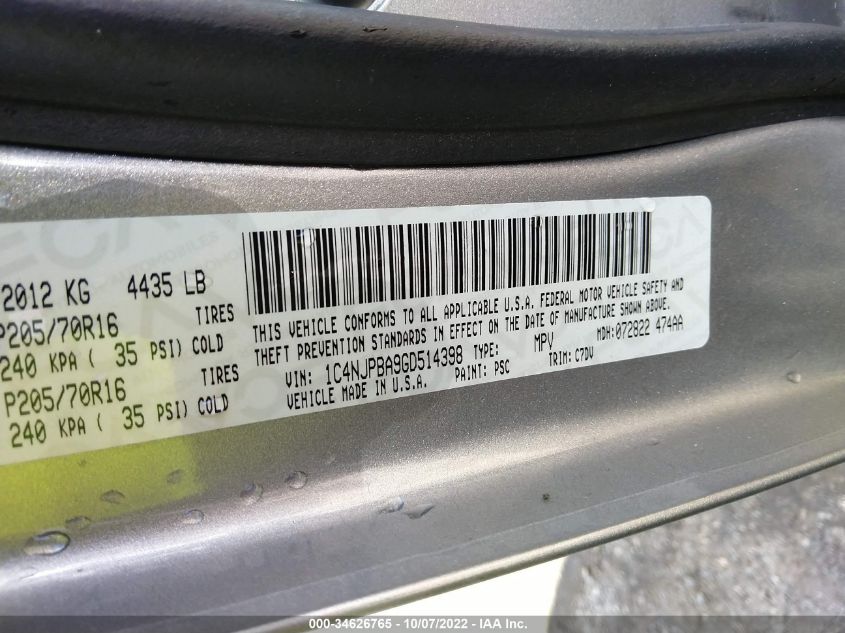 2012 KG 4435 LB
P205/70R16 TIRES
240 KPA ( 35 PSI) COLD
P205/70R16 TIRES
240 KPA ( 35 PSI) COLD
THIS VEHICLE CONFORMS TO ALL APPLICABLE U.S.A. FEDERAL MOTOR VEHICLE SAFETY AND
THEFT PREVENTION STANDARDS IN EFFECT ON THE DATE OF MANUFACTURE SHOWN ABOVE.
VIN: 1C4NJPBA9GD514398 TYPE: MPV MDH:072822 474AA
VEHICLE MADE IN U.S.A. PAINT: PSC TRIM: C7DV
000-34626765 - 10/07/2022 - IAA Inc.